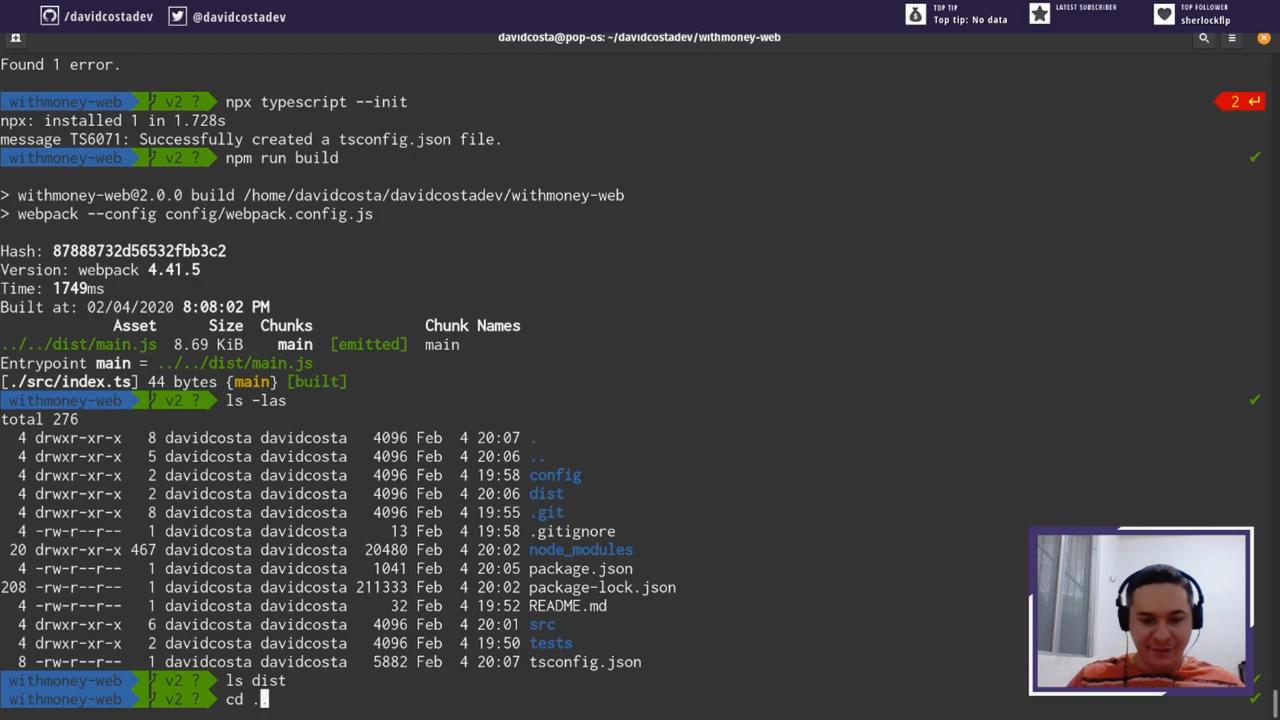 /davidcostadev
@davidcostadev
TOP TIP
Top tip: No data
LATEST SUBSCRIBER
TOP FOLLOWER
sherlockflp
davidcosta@pop-os: ~/davidcostadev/withmoney-web
Found 1 error.
withmoney-web v2 ? npx typescript --init 2 ↵
npx: installed 1 in 1.728s
message TS6071: Successfully created a tsconfig.json file.
withmoney-web v2 ? npm run build ✔
> withmoney-web@2.0.0 build /home/davidcosta/davidcostadev/withmoney-web
> webpack --config config/webpack.config.js
Hash: 87888732d56532fbb3c2
Version: webpack 4.41.5
Time: 1749ms
Built at: 02/04/2020 8:08:02 PM
Asset Size Chunks Chunk Names
../../dist/main.js 8.69 KiB main [emitted] main
Entrypoint main = ../../dist/main.js
[./src/index.ts] 44 bytes {main} [built]
withmoney-web v2 ? ls -las ✔
total 276
4 drwxr-xr-x 8 davidcosta davidcosta 4096 Feb 4 20:07 .
4 drwxr-xr-x 5 davidcosta davidcosta 4096 Feb 4 20:06 ..
4 drwxr-xr-x 2 davidcosta davidcosta 4096 Feb 4 19:58 config
4 drwxr-xr-x 2 davidcosta davidcosta 4096 Feb 4 20:06 dist
4 drwxr-xr-x 8 davidcosta davidcosta 4096 Feb 4 19:55 .git
4 -rw-r--r-- 1 davidcosta davidcosta 13 Feb 4 19:58 .gitignore
20 drwxr-xr-x 467 davidcosta davidcosta 20480 Feb 4 20:02 node_modules
4 -rw-r--r-- 1 davidcosta davidcosta 1041 Feb 4 20:05 package.json
208 -rw-r--r-- 1 davidcosta davidcosta 211333 Feb 4 20:02 package-lock.json
4 -rw-r--r-- 1 davidcosta davidcosta 32 Feb 4 19:52 README.md
4 drwxr-xr-x 6 davidcosta davidcosta 4096 Feb 4 20:01 src
4 drwxr-xr-x 2 davidcosta davidcosta 4096 Feb 4 19:50 tests
8 -rw-r--r-- 1 davidcosta davidcosta 5882 Feb 4 20:07 tsconfig.json
withmoney-web v2 ? ls dist ✔
withmoney-web v2 ? cd .. ✔